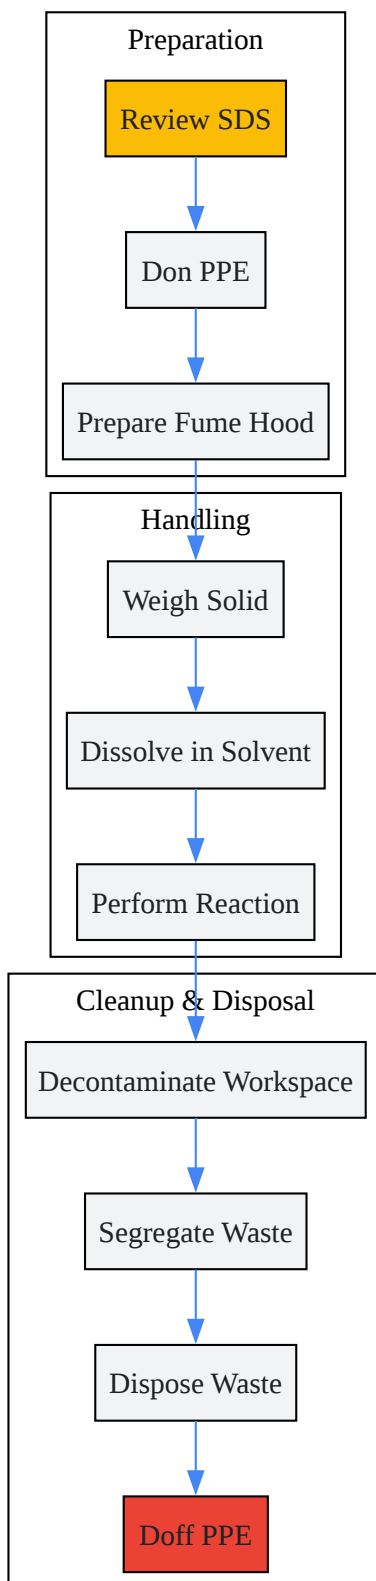 Preparation
Review SDS
Don PPE
Prepare Fume Hood
Handling
Weigh Solid
Dissolve in Solvent
Perform Reaction
Cleanup & Disposal
Decontaminate Workspace
Segregate Waste
Dispose Waste
Doff PPE